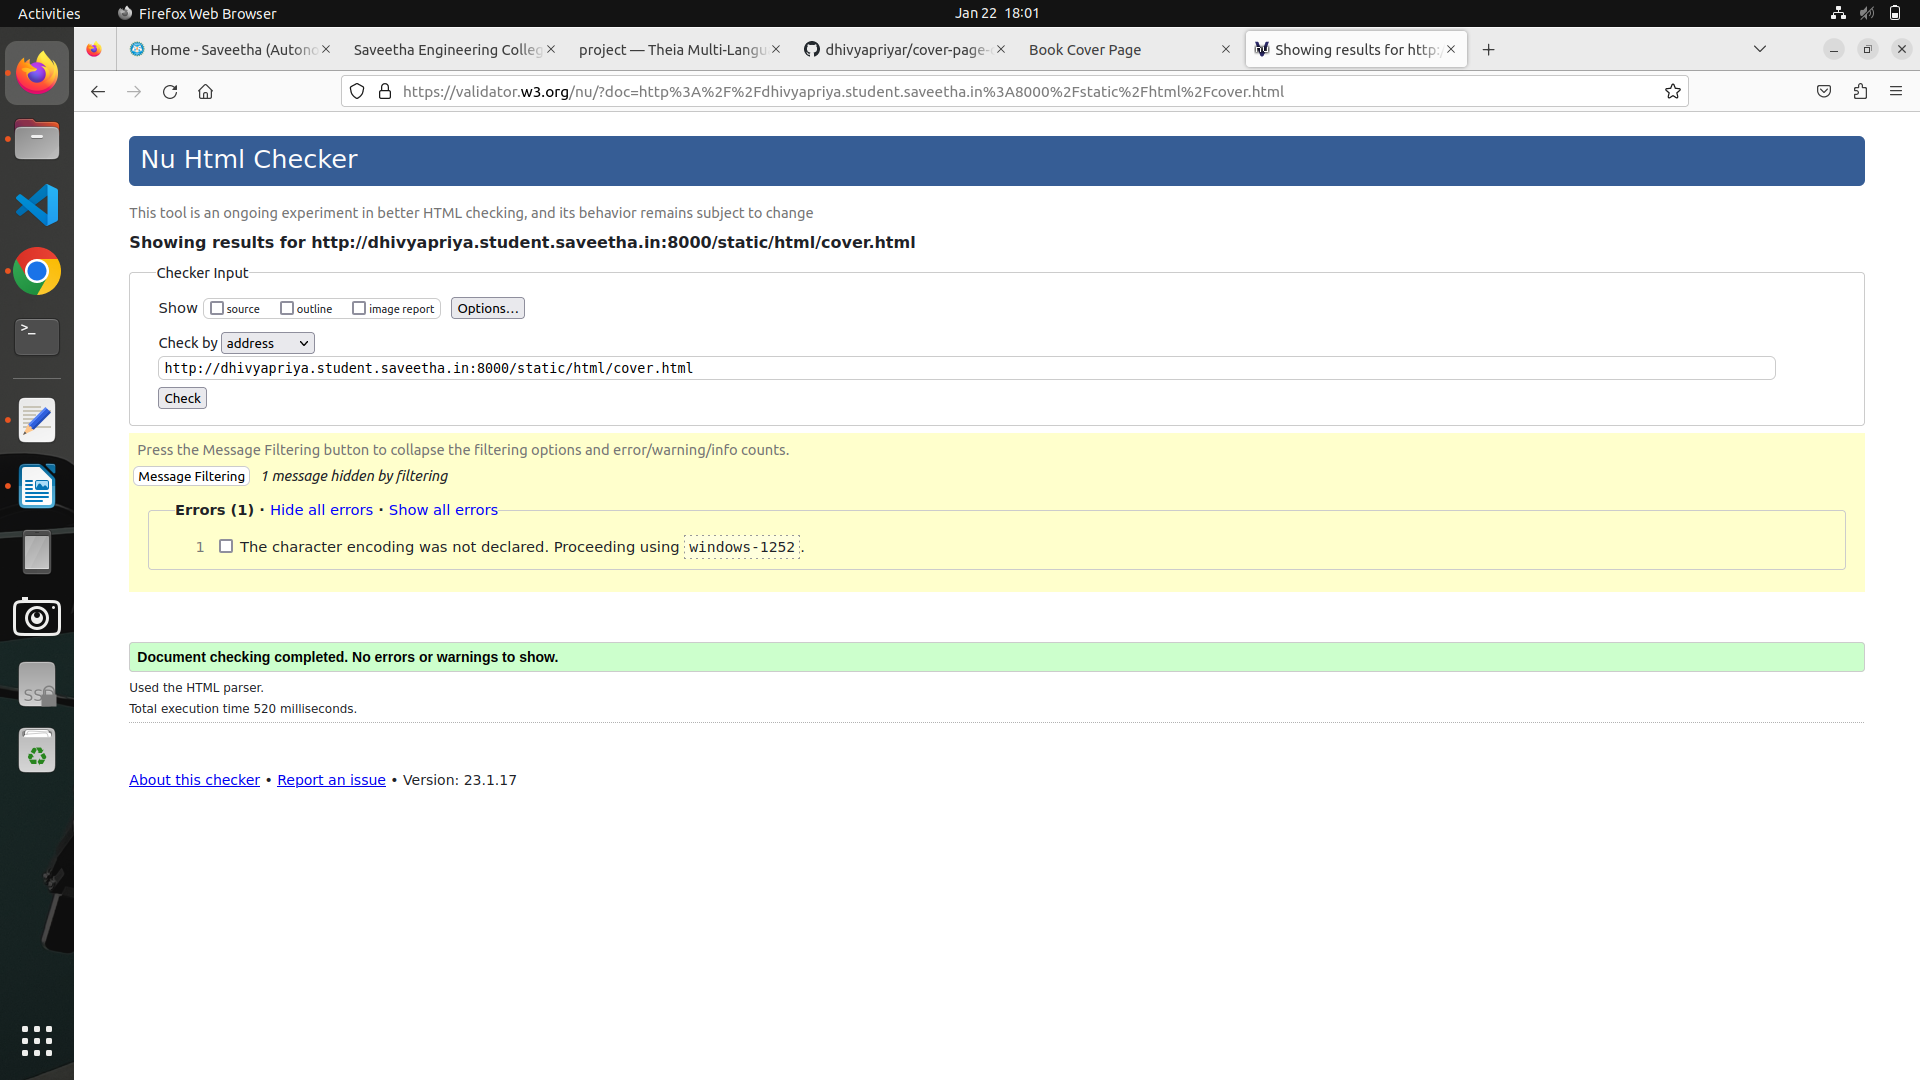 Activities
Firefox Web Browser
Jan 22 18:01
Home - Saveetha (Autono
Saveetha Engineering Colleg
project — Theia Multi-Langu
dhivyapriyar/cover-page-
Book Cover Page
Showing results for http:/
https://validator.w3.org/nu/?doc=http%3A%2F%2Fdhivyapriya.student.saveetha.in%3A8000%2Fstatic%2Fhtml%2Fcover.html
Nu Html Checker
This tool is an ongoing experiment in better HTML checking, and its behavior remains subject to change
Showing results for http://dhivyapriya.student.saveetha.in:8000/static/html/cover.html
Checker Input
Show source outline image report Options...
Check by address
http://dhivyapriya.student.saveetha.in:8000/static/html/cover.html
Check
Press the Message Filtering button to collapse the filtering options and error/warning/info counts.
Message Filtering 1 message hidden by filtering
Errors (1) · Hide all errors · Show all errors
1 The character encoding was not declared. Proceeding using windows-1252.
Document checking completed. No errors or warnings to show.
Used the HTML parser.
Total execution time 520 milliseconds.
About this checker • Report an issue • Version: 23.1.17